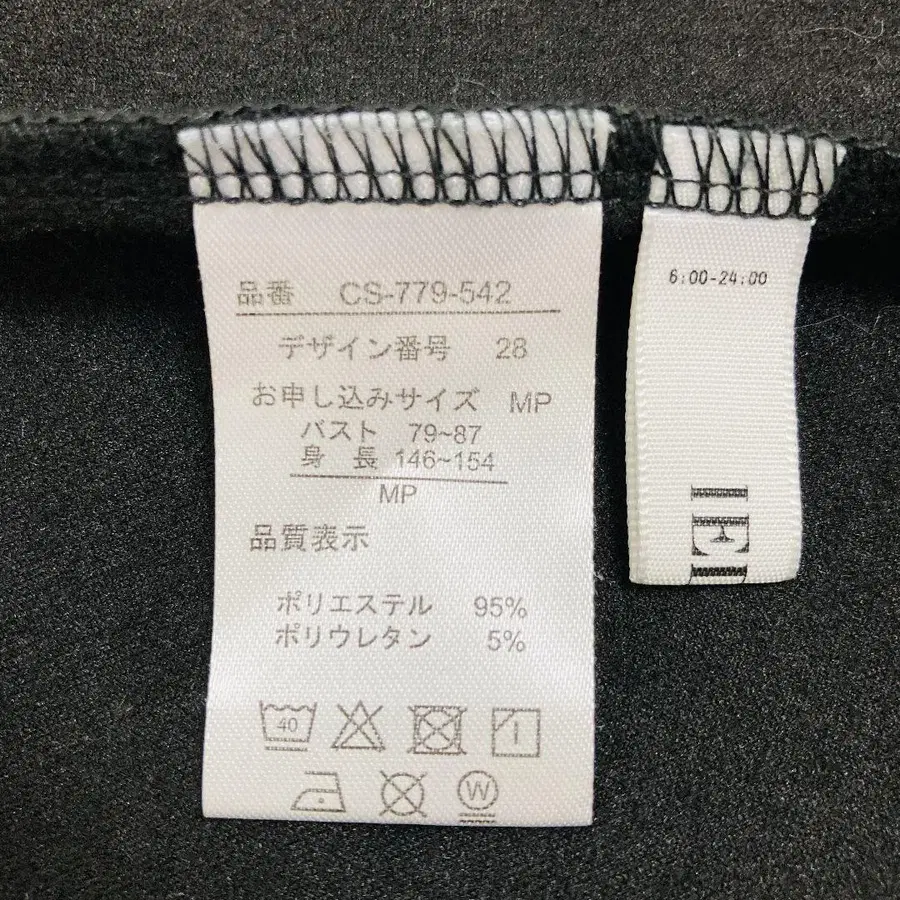 品番 CS-779-542
デザイン番号 28
お申し込みサイズ MP
バスト 79~87
身 長 146~154
MP
品質表示
ポリエステル 95%
ポリウレタン 5%
40
W
6:00-24:00